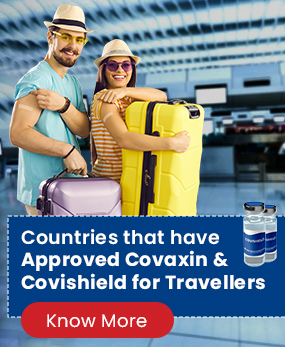 Countries that have
Approved Covaxin &
Covishield for Travellers
Know More